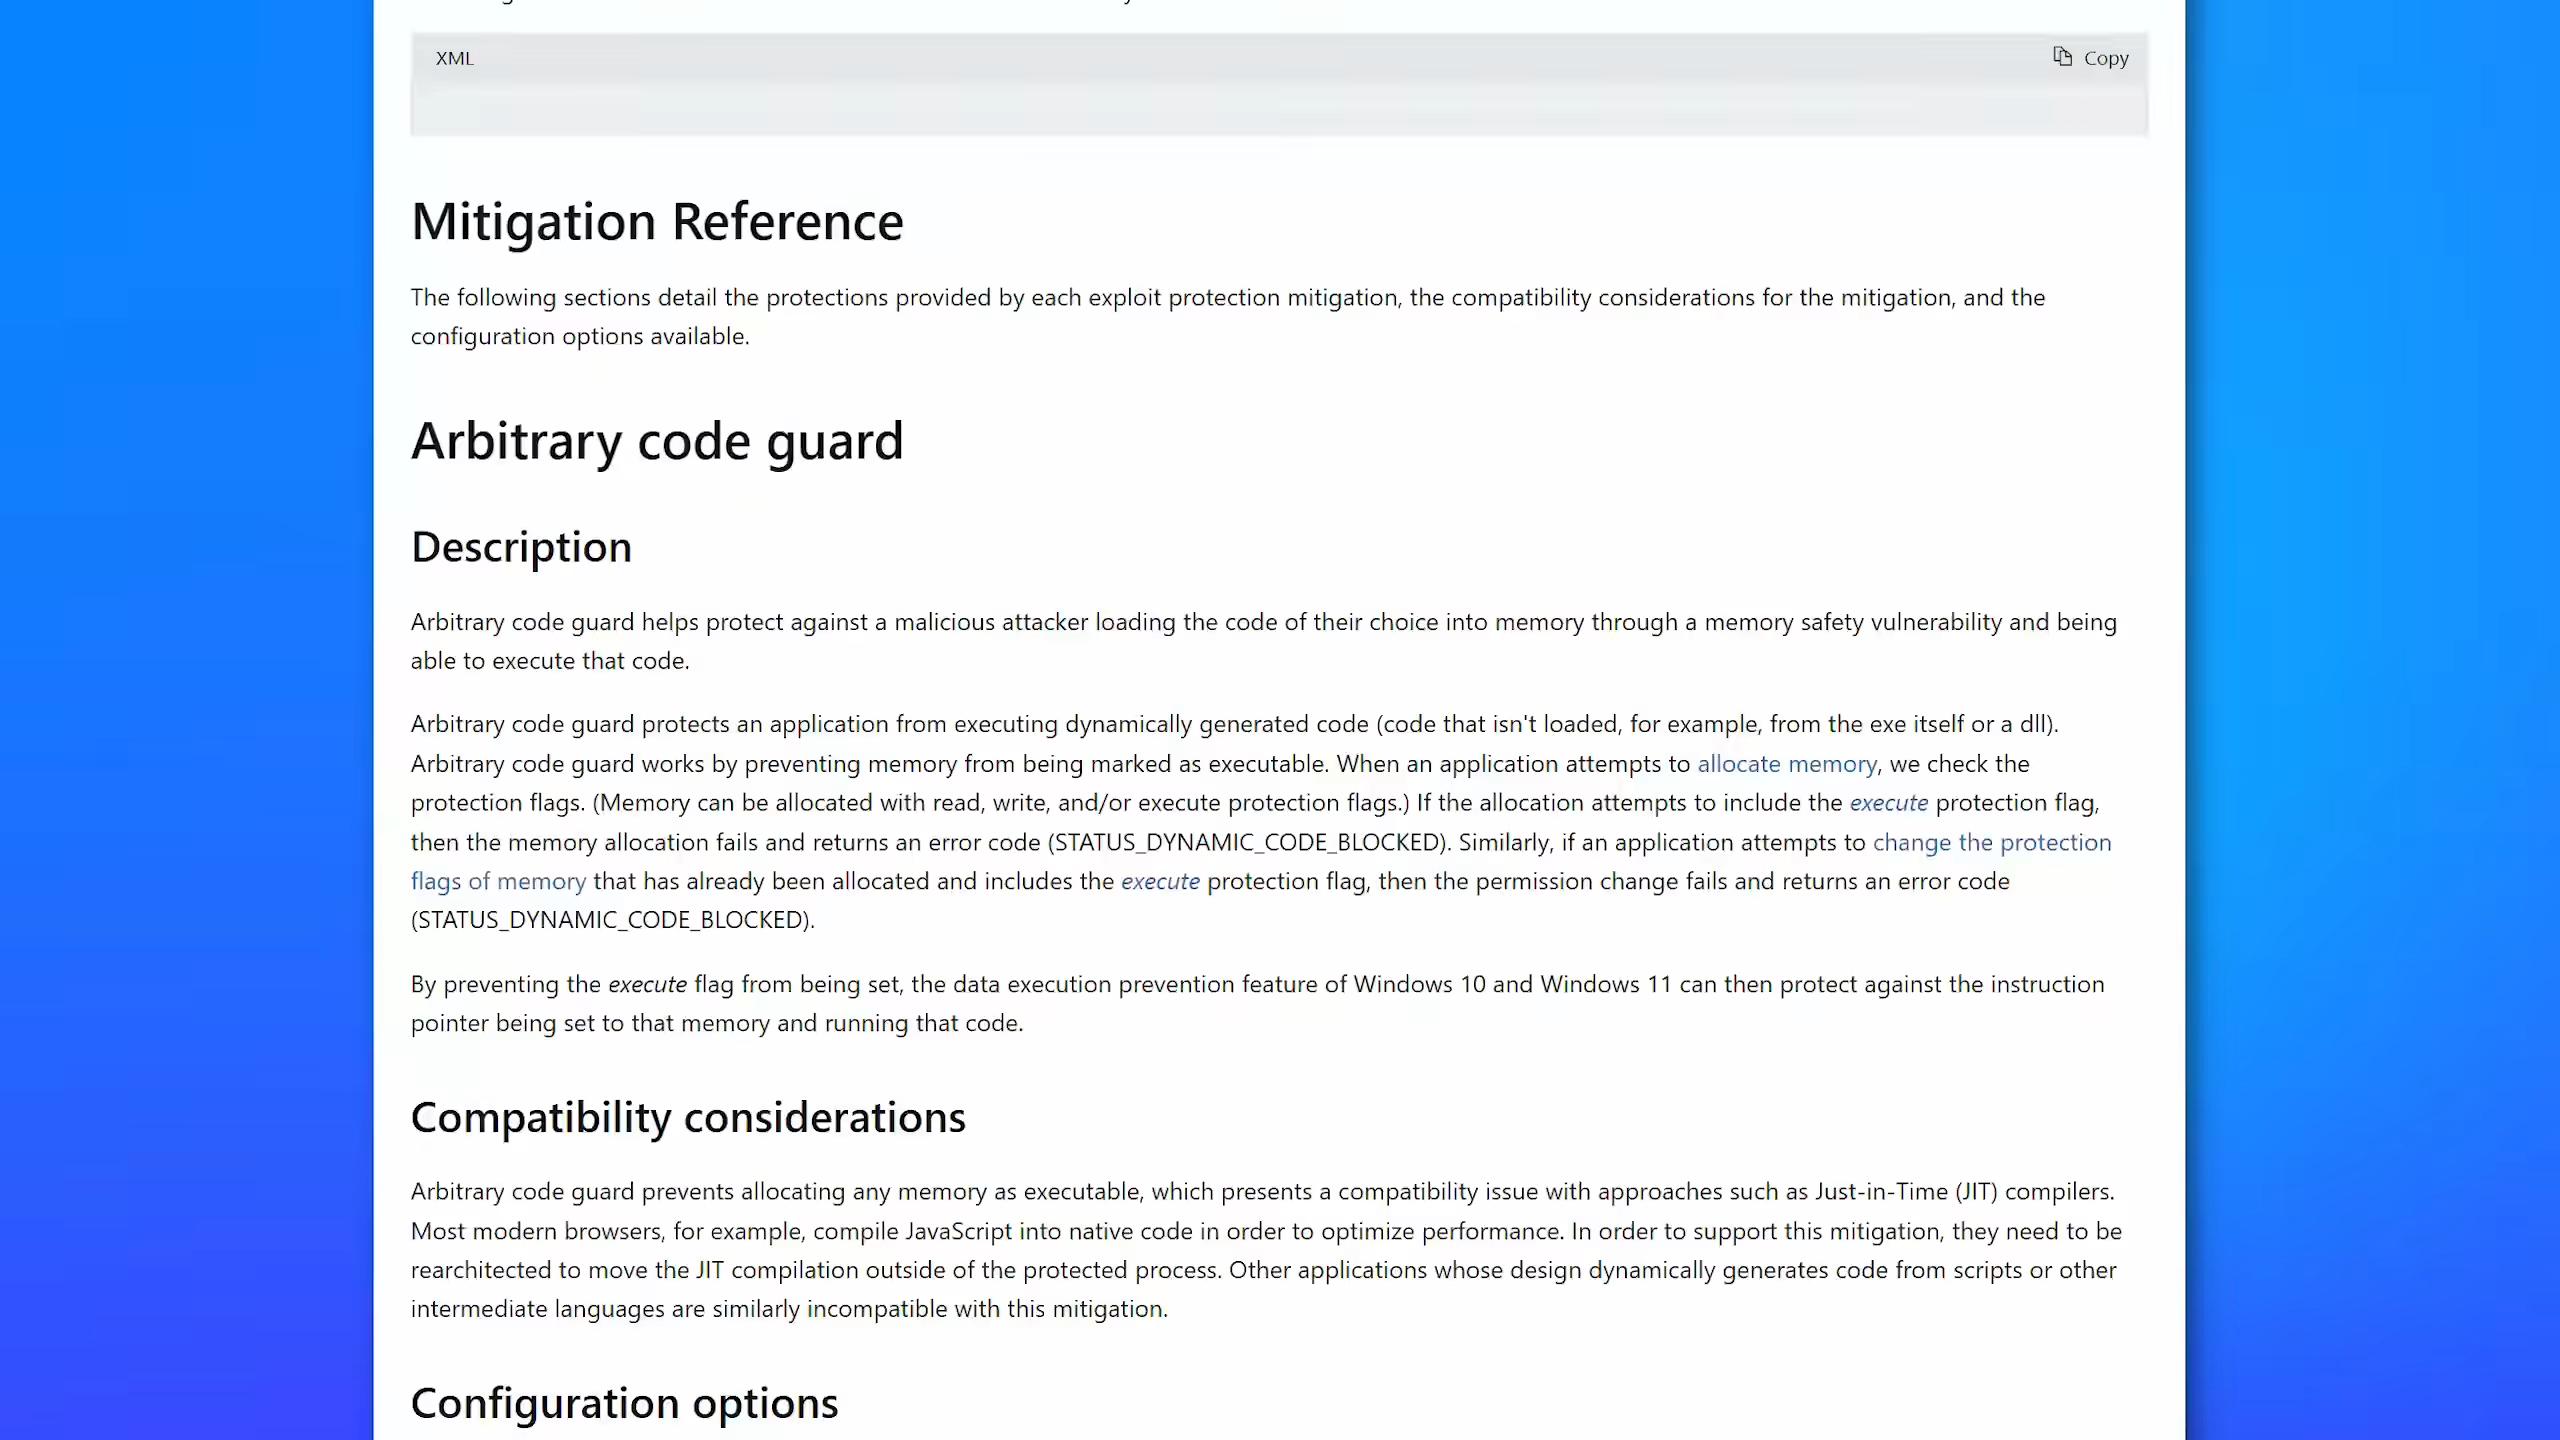 XML
Copy
Mitigation Reference
The following sections detail the protections provided by each exploit protection mitigation, the compatibility considerations for the mitigation, and the
configuration options available.
Arbitrary code guard
Description
Arbitrary code guard helps protect against a malicious attacker loading the code of their choice into memory through a memory safety vulnerability and being
able to execute that code.
Arbitrary code guard protects an application from executing dynamically generated code (code that isn't loaded, for example, from the exe itself or a dll).
Arbitrary code guard works by preventing memory from being marked as executable. When an application attempts to allocate memory, we check the
protection flags. (Memory can be allocated with read, write, and/or execute protection flags.) If the allocation attempts to include the execute protection flag,
then the memory allocation fails and returns an error code (STATUS_DYNAMIC_CODE_BLOCKED). Similarly, if an application attempts to change the protection
flags of memory that has already been allocated and includes the execute protection flag, then the permission change fails and returns an error code
(STATUS_DYNAMIC_CODE_BLOCKED).
By preventing the execute flag from being set, the data execution prevention feature of Windows 10 and Windows 11 can then protect against the instruction
pointer being set to that memory and running that code.
Compatibility considerations
Arbitrary code guard prevents allocating any memory as executable, which presents a compatibility issue with approaches such as Just-in-Time (JIT) compilers.
Most modern browsers, for example, compile JavaScript into native code in order to optimize performance. In order to support this mitigation, they need to be
rearchitected to move the JIT compilation outside of the protected process. Other applications whose design dynamically generates code from scripts or other
intermediate languages are similarly incompatible with this mitigation.
Configuration options